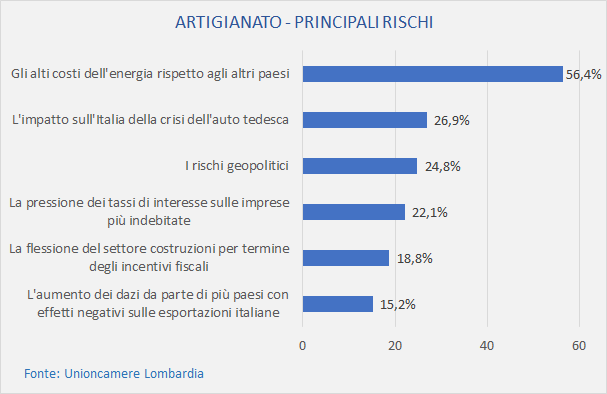 ARTIGIANATO - PRINCIPALI RISCHI
Gli alti costi dell'energia rispetto agli altri paesi
56,4%
L'impatto sull'Italia della crisi dell'auto tedesca
26,9%
I rischi geopolitici
24,8%
La pressione dei tassi di interesse sulle imprese
più indebitate
22,1%
La flessione del settore costruzioni per termine
degli incentivi fiscali
18,8%
L'aumento dei dazi da parte di più paesi con
effetti negativi sulle esportazioni italiane
15,2%
0 20 40 60
Fonte: Unioncamere Lombardia